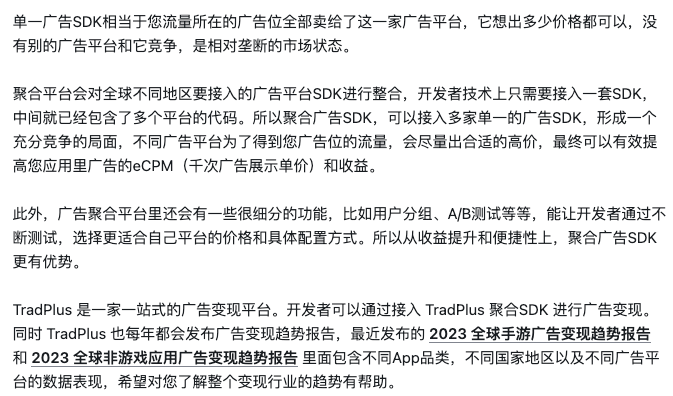 单一广告SDK相当于您流量所在的广告位全部卖给了这一家广告平台，它想出多少价格都可以，没
有别的广告平台和它竞争，是相对垄断的市场状态。
聚合平台会对全球不同地区要接入的广告平台SDK进行整合，开发者技术上只需要接入一套SDK，
中间就已经包含了多个平台的代码。所以聚合广告SDK，可以接入多家单一的广告SDK，形成一个
充分竞争的局面，不同广告平台为了得到您广告位的流量，会尽量出合适的高价，最终可以有效提
高您应用里广告的eCPM（千次广告展示单价）和收益。
此外，广告聚合平台里还会有一些很细分的功能，比如用户分组、A/B测试等等，能让开发者通过不
断测试，选择更适合自己平台的价格和具体配置方式。所以从收益提升和便捷性上，聚合广告SDK
更有优势。
TradPlus 是一家一站式的广告变现平台。开发者可以通过接入 TradPlus 聚合SDK 进行广告变现。
同时 TradPlus 也每年都会发布广告变现趋势报告，最近发布的 2023 全球手游广告变现趋势报告
和 2023 全球非游戏应用广告变现趋势报告 里面包含不同App品类，不同国家地区以及不同广告平
台的数据表现，希望对您了解整个变现行业的趋势有帮助。